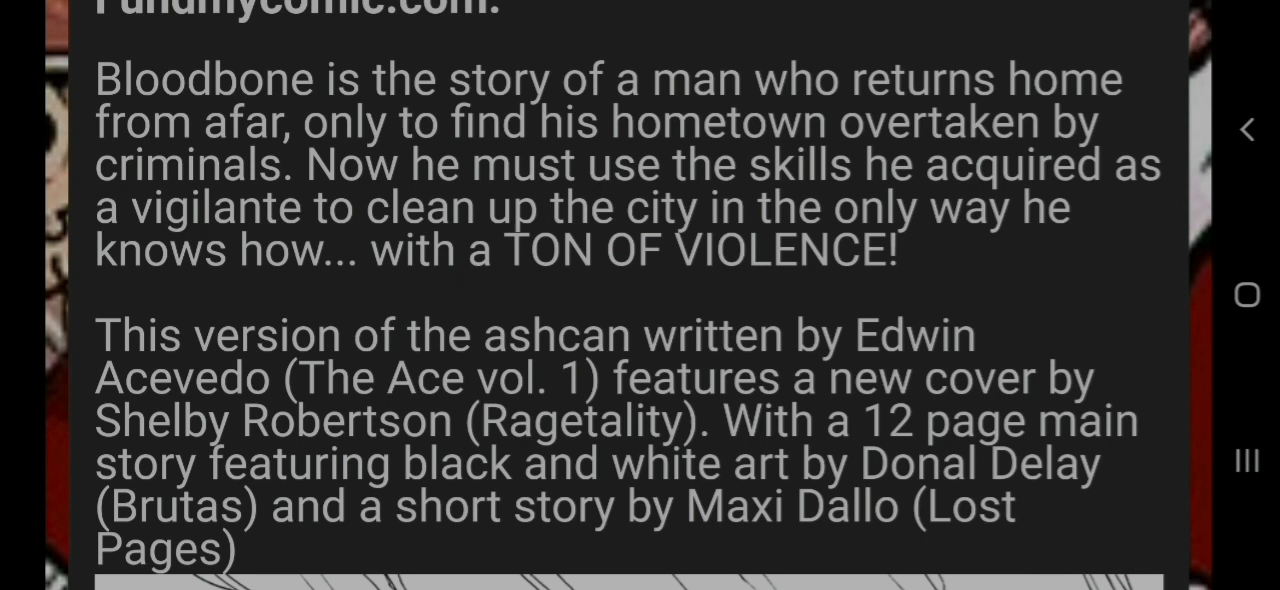 Fundmycomic.com.
Bloodbone is the story of a man who returns home
from afar, only to find his hometown overtaken by
criminals. Now he must use the skills he acquired as
a vigilante to clean up the city in the only way he
knows how... with a TON OF VIOLENCE!
This version of the ashcan written by Edwin
Acevedo (The Ace vol. 1) features a new cover by
Shelby Robertson (Ragetality). With a 12 page main
story featuring black and white art by Donal Delay
(Brutas) and a short story by Maxi Dallo (Lost
Pages)